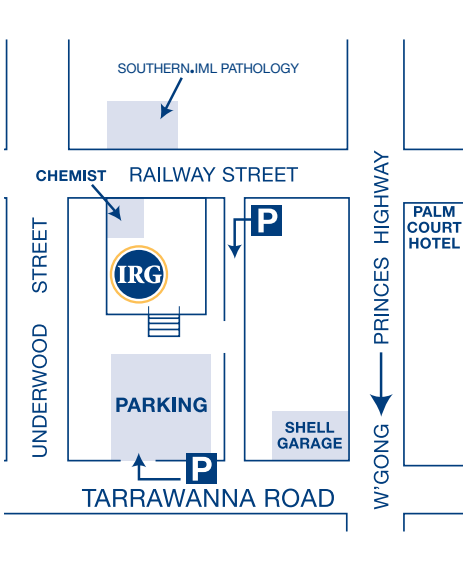 SOUTHERN.IML PATHOLOGY
CHEMIST
RAILWAY STREET
PALM
COURT
HOTEL
P
IRG
UNDERWOOD STREET
W'GONG PRINCES HIGHWAY
PARKING
SHELL
GARAGE
P
TARRAWANNA ROAD